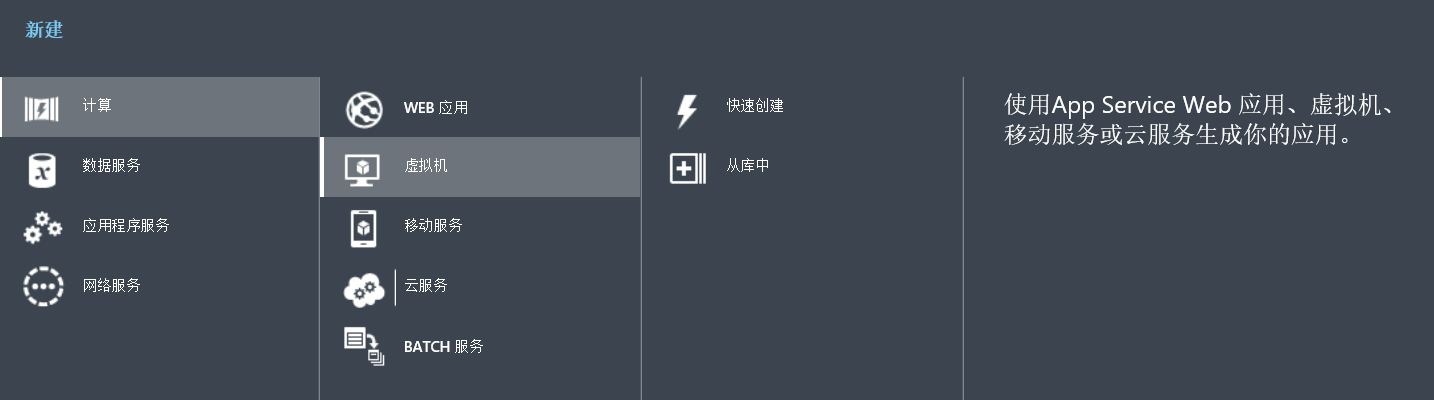 新建
计算
数据服务
应用程序服务
网络服务
WEB 应用
虚拟机
移动服务
云服务
BATCH 服务
快速创建
从库中
使用App Service Web 应用、虚拟机、
移动服务或云服务生成你的应用。